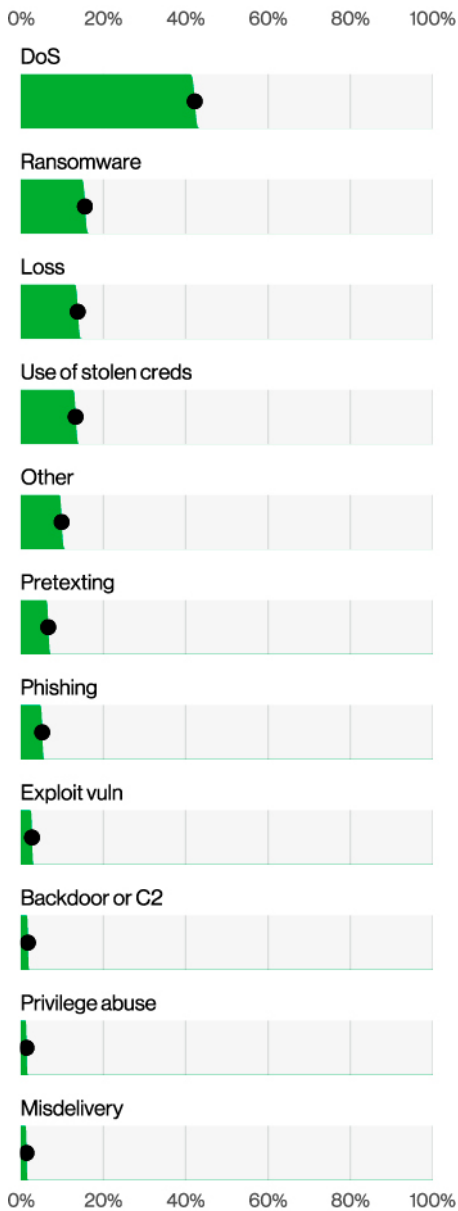 0% 20% 40% 60% 80% 100%
DoS
Ransomware
Loss
Use of stolen creds
Other
Pretexting
Phishing
Exploit vuln
Backdoor or C2
Privilege abuse
Misdelivery
0% 20% 40% 60% 80% 100%